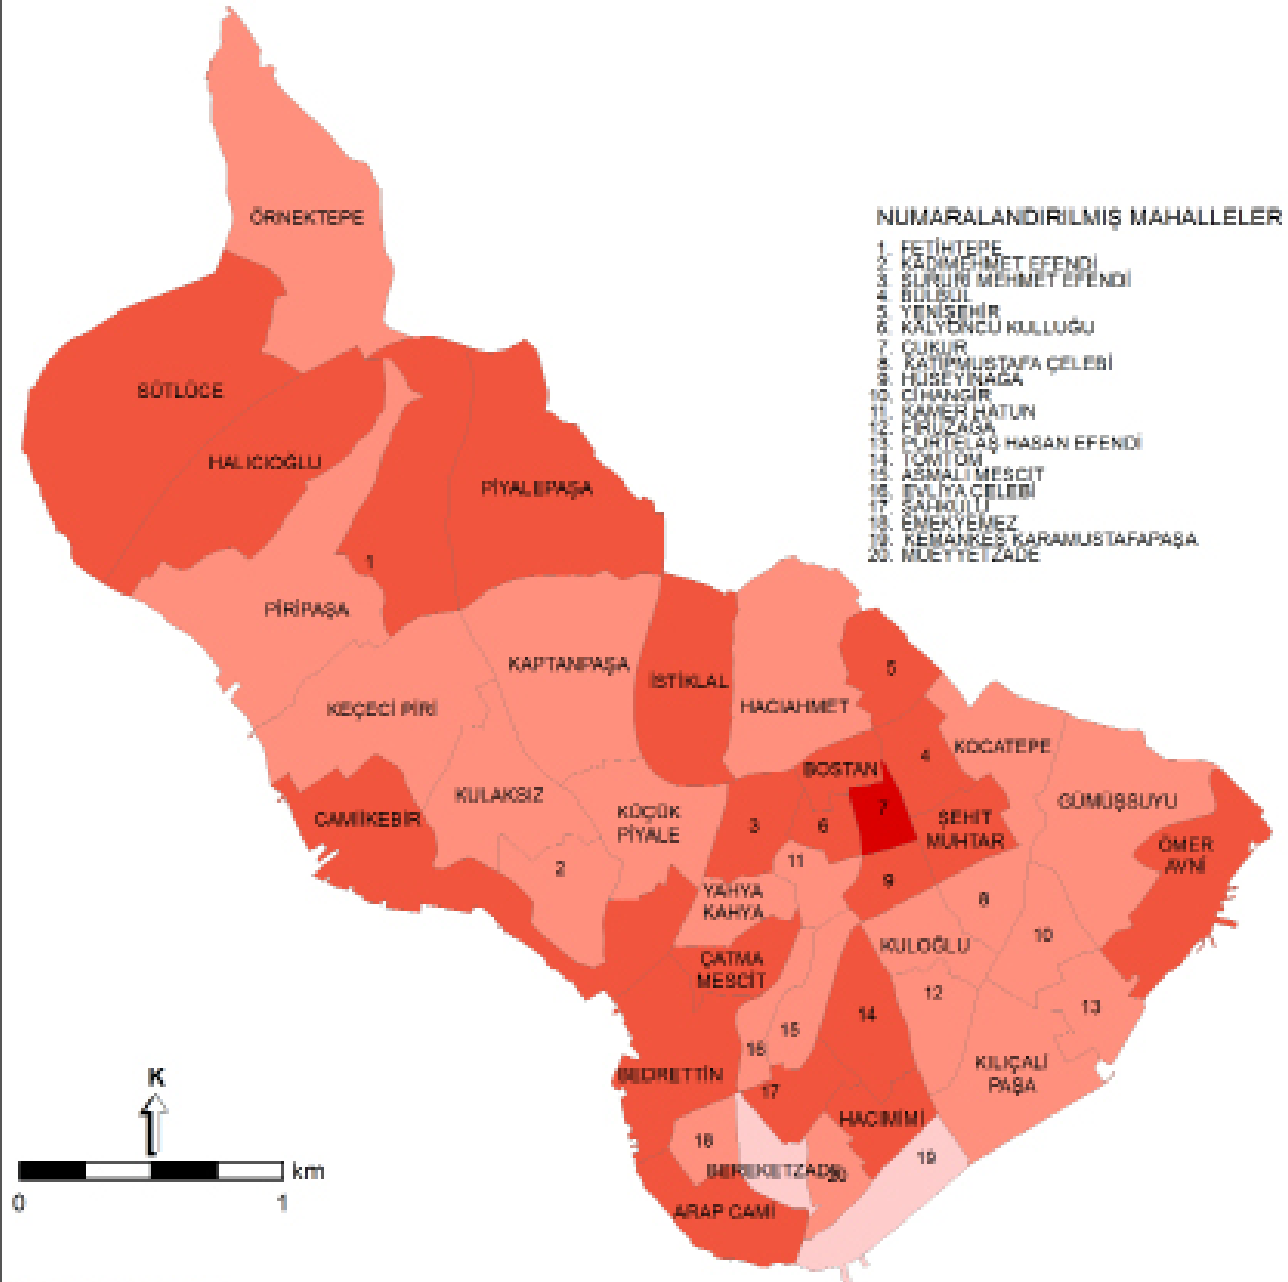 ÖRNEKTEPE
NUMARALANDIRILMIŞ MAHALLELER
1. FETİHTEPE
2. KADIMEHMET EFENDİ
3. SURURİ MEHMET EFENDİ
4. BÜLBÜL
5. YENİŞEHİR
6. KALYONCU KULLUĞU
7. ÇUKUR
8. KATİPMUSTAFA ÇELEBİ
9. HÜSEYİNAĞA
10. CİHANGİR
11. KAMER HATUN
12. FİRUZAĞA
13. PÜRTELAŞ HASAN EFENDİ
14. TOMTOM
15. ASMALI MESCİT
16. EVLİYA ÇELEBİ
17. ŞAHKULU
18. EMEKYEMEZ
19. KEMANKEŞ KARAMUSTAFAPAŞA
20. MÜEYYETZADE
SÜTLÜCE
HALICIOĞLU
PİYALEPAŞA
1
PİRİPAŞA
KAPTANPAŞA
İSTİKLAL
5
KEÇECİ PİRİ
HACIAHMET
KOCATEPE
4
BOSTAN
KULAKSIZ
GÜMÜŞSUYU
CAMİİKEBİR
KÜÇÜK
PİYALE
3
6
7
ŞEHİT
MUHTAR
ÖMER
AVNİ
2
11
9
YAHYA
KAHYA
8
KULOĞLU
10
ÇATMA
MESCİT
12
13
14
15
16
BEDRETTİN
KILIÇALİ
PAŞA
17
HACIMİMİ
18
BEREKETZADE
20
19
ARAP CAMİ
K
km
0
1